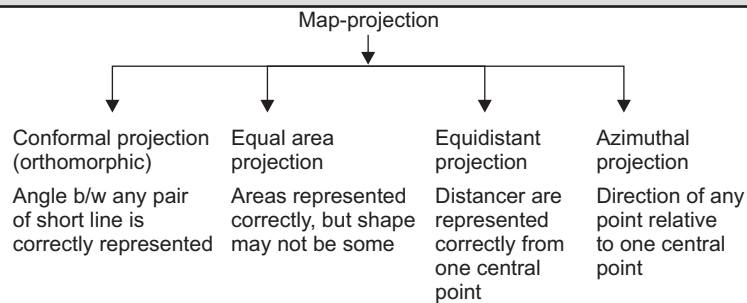 Map-projection
Conformal projection
(orthomorphic)
Angle b/w any pair
of short line is
correctly represented
Equal area
projection
Areas represented
correctly, but shape
may not be some
Equidistant
projection
Distancer are
represented
correctly from
one central
point
Azimuthal
projection
Direction of any
point relative
to one central
point